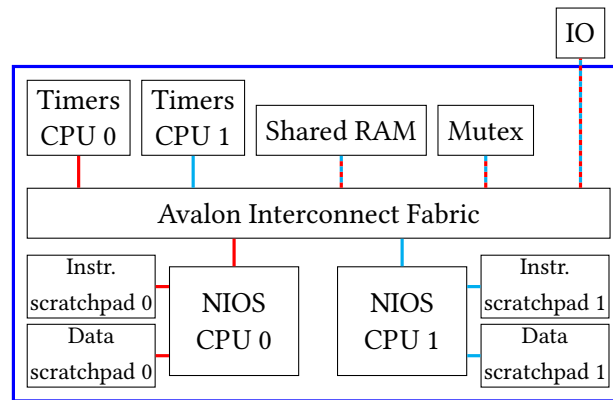 IO
Timers
CPU 0
Timers
CPU 1
Shared RAM
Mutex
Avalon Interconnect Fabric
Instr.
scratchpad 0
Data
scratchpad 0
NIOS
CPU 0
NIOS
CPU 1
Instr.
scratchpad 1
Data
scratchpad 1